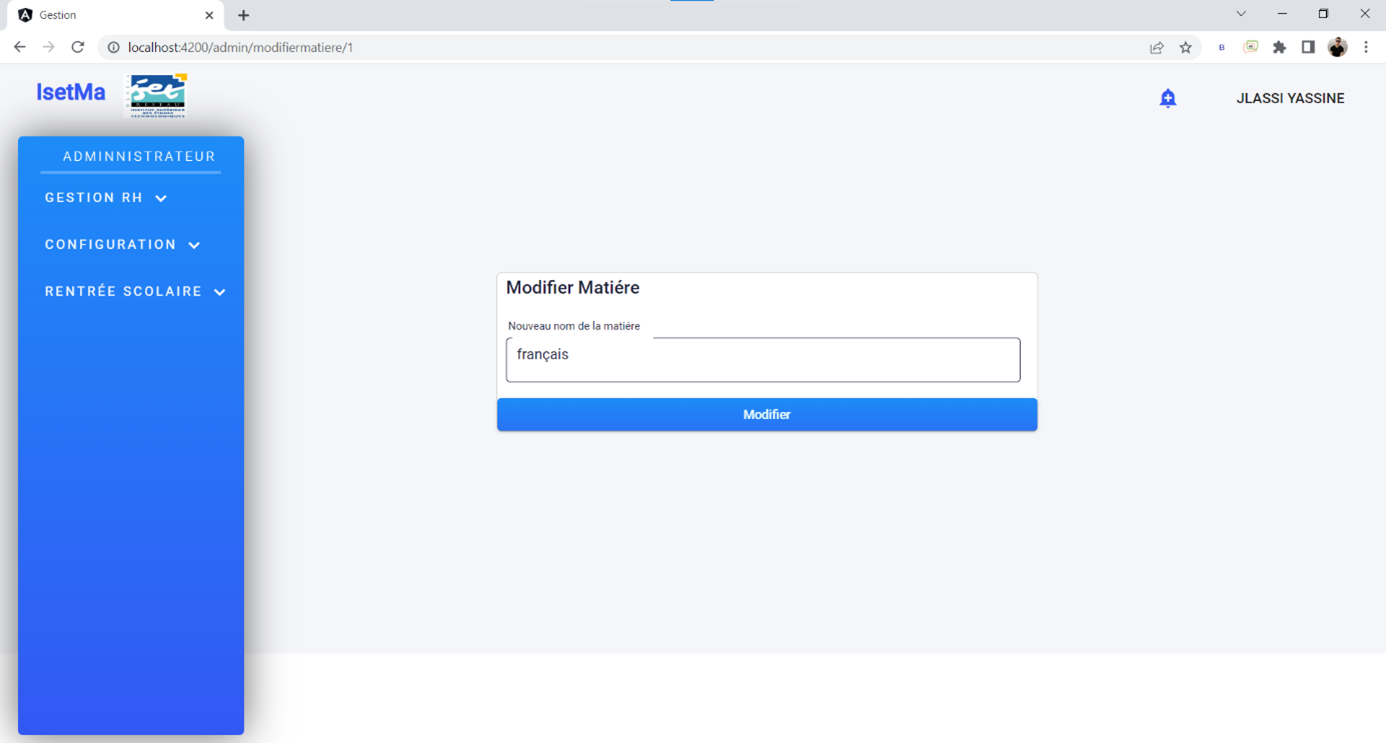 Gestion
localhost:4200/admin/modifiermatiere/1
IsetMa
JLASSI YASSINE
ADMINNISTRATEUR
GESTION RH
CONFIGURATION
RENTRÉE SCOLAIRE
Modifier Matiére
Nouveau nom de la matiére
français
Modifier